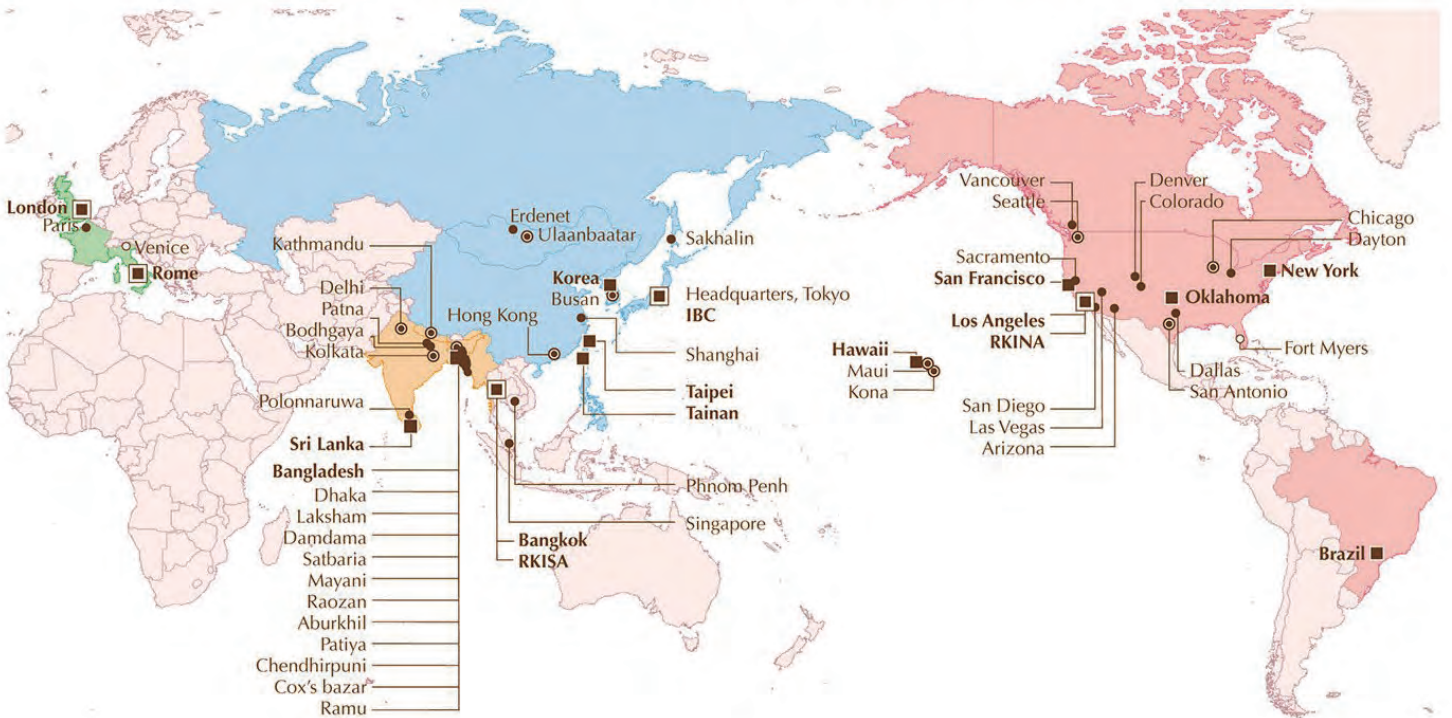 London
Paris
Venice
Rome
Kathmandu
Delhi
Patna
Bodhgaya
Kolkata
Polonnaruwa
Sri Lanka
Bangladesh
Dhaka
Laksham
Damdama
Satbaria
Mayani
Raozan
Aburkhil
Patiya
Chendhirpuni
Cox's bazar
Ramu
Erdenet
Ulaanbaatar
Sakhalin
Korea
Busan
Headquarters, Tokyo
IBC
Hong Kong
Shanghai
Taipei
Tainan
Phnom Penh
Singapore
Bangkok
RKISA
Hawaii
Maui
Kona
Vancouver
Seattle
Sacramento
San Francisco
Los Angeles
RKINA
San Diego
Las Vegas
Arizona
Denver
Colorado
Chicago
Dayton
New York
Oklahoma
Fort Myers
Dallas
San Antonio
Brazil